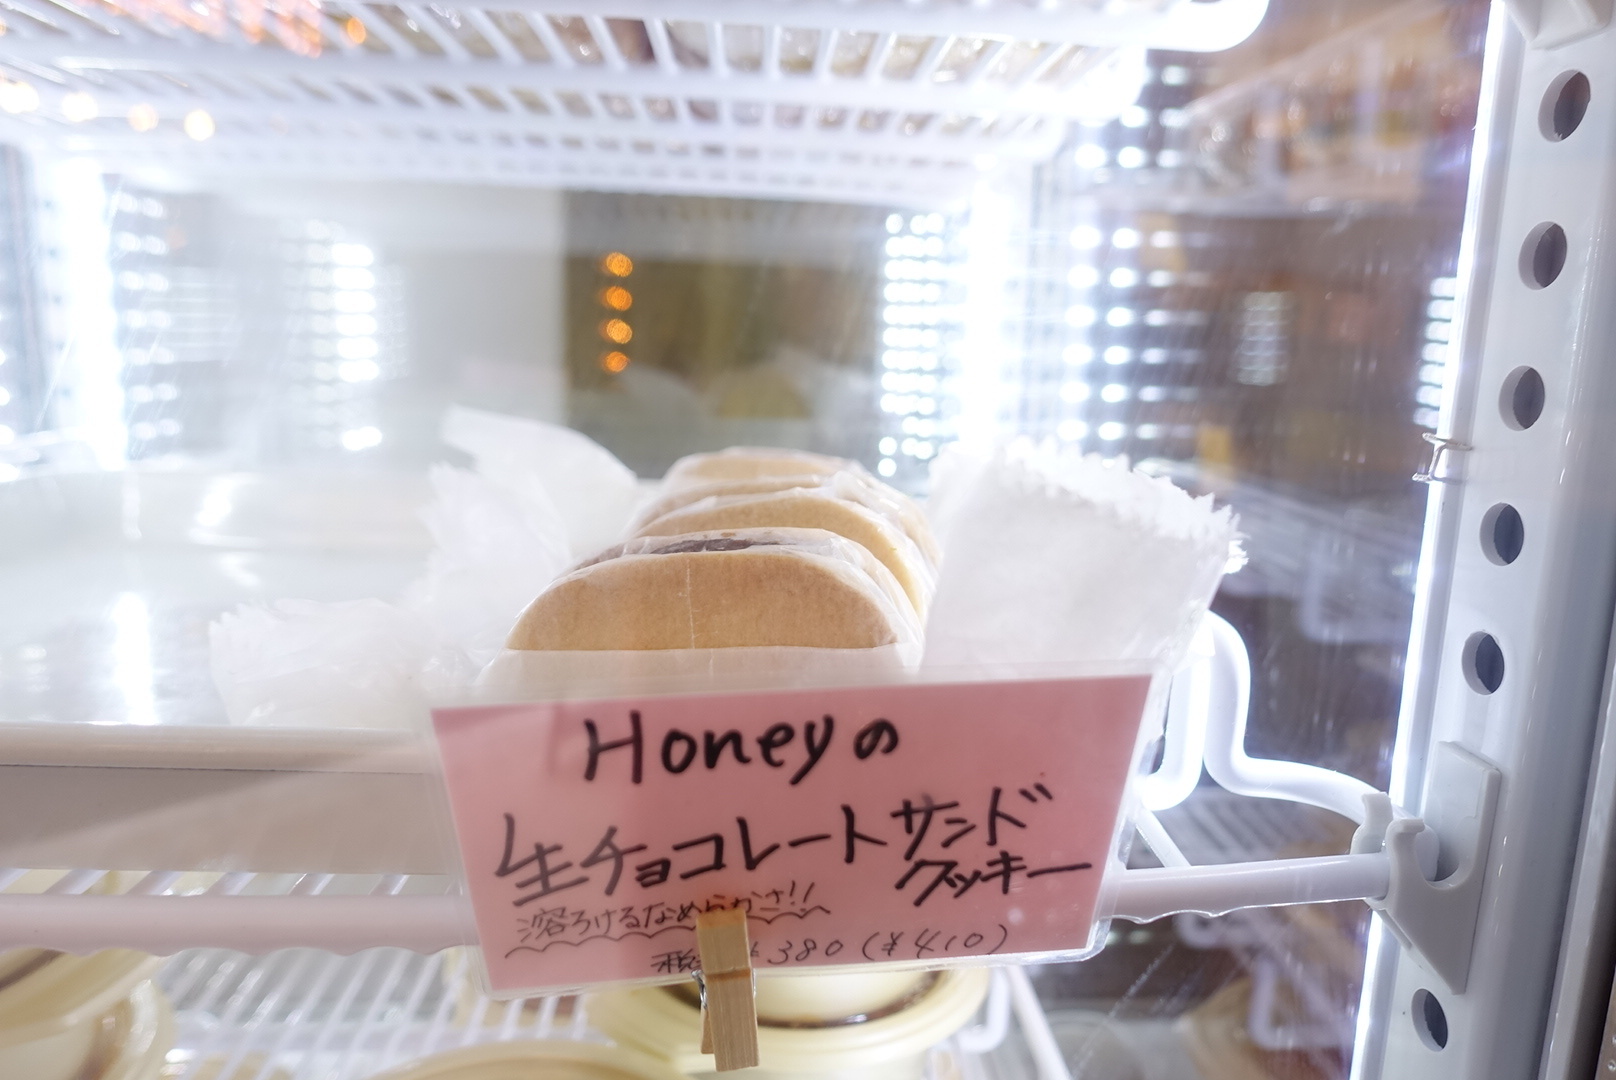 Honeyの
生チョコレートサンド
クッキー
溶ろけるなめらかさ!!
税 ¥380(¥410)